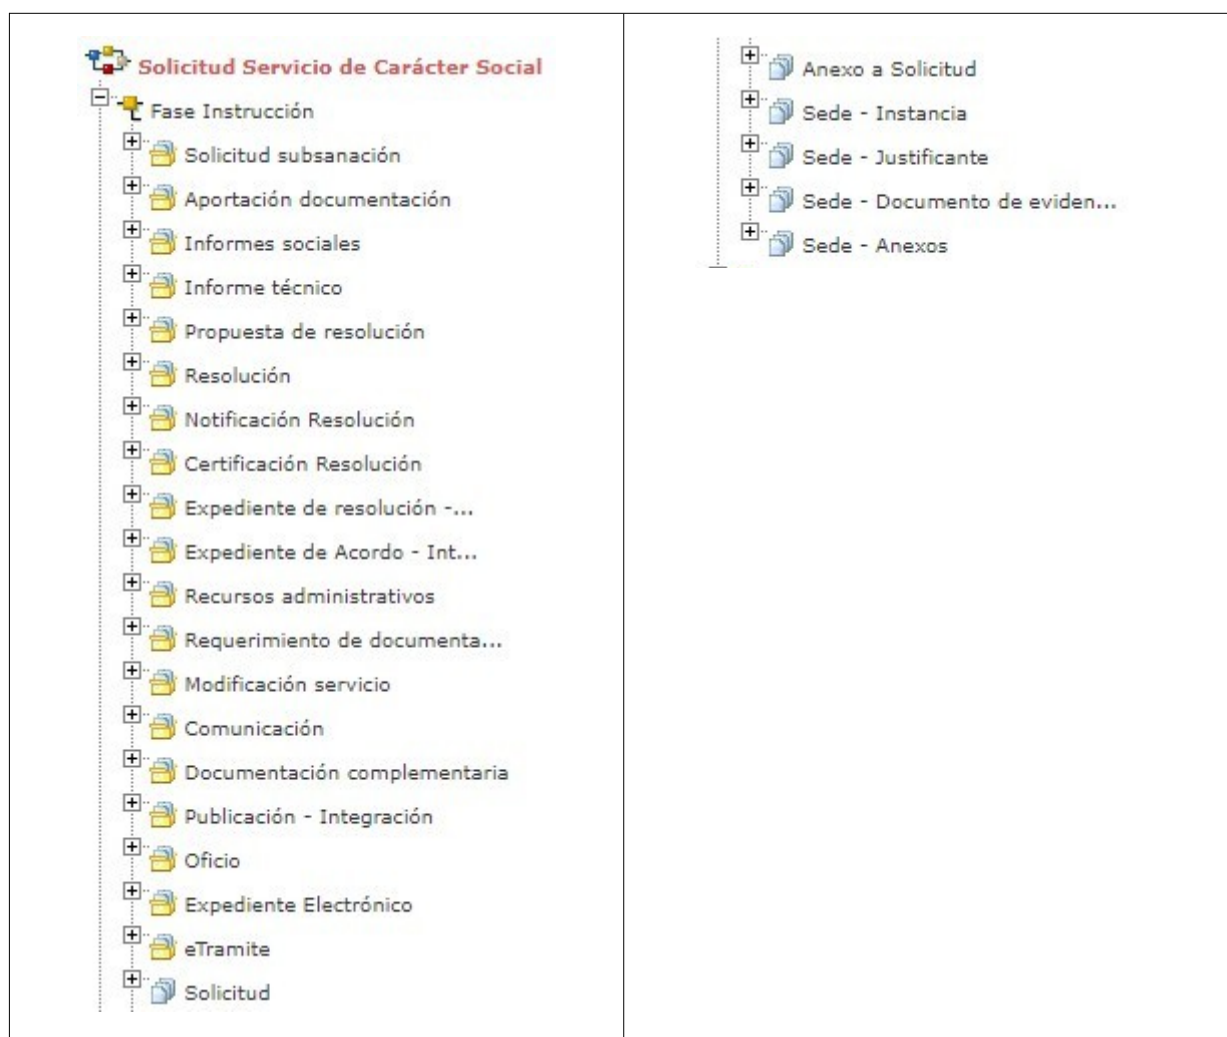 Solicitud Servicio de Carácter Social
Fase Instrucción
Solicitud subsanación
Aportación documentación
Informes sociales
Informe técnico
Propuesta de resolución
Resolución
Notificación Resolución
Certificación Resolución
Expediente de resolución -...
Expediente de Acordo - Int...
Recursos administrativos
Requerimiento de documenta...
Modificación servicio
Comunicación
Documentación complementaria
Publicación - Integración
Oficio
Expediente Electrónico
eTramite
Solicitud
Anexo a Solicitud
Sede - Instancia
Sede - Justificante
Sede - Documento de eviden...
Sede - Anexos